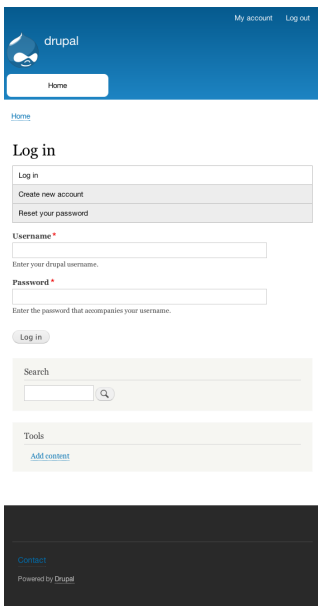 My account Log out
drupal
Home
Home
Log in
Log in
Create new account
Reset your password
Username *
Enter your drupal username.
Password *
Enter the password that accompanies your username.
Log in
Search
Tools
Add content
Contact
Powered by Drupal